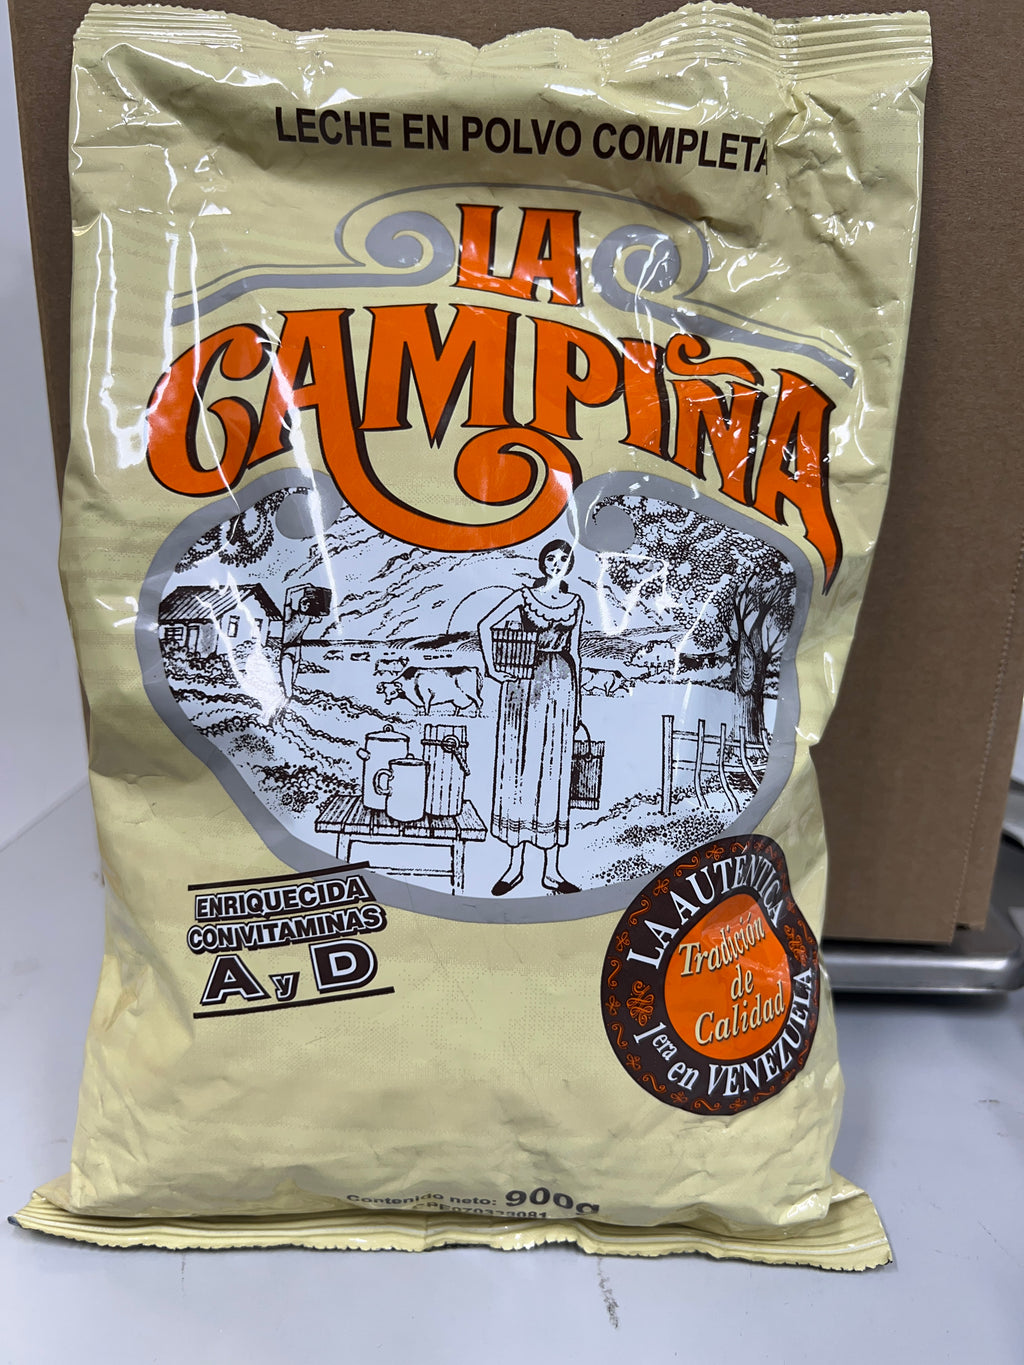 LECHE EN POLVO COMPLETA
LA
CAMPIÑA
ENRIQUECIDA
CON VITAMINAS
A y D
LA AUTENTICA
Tradición
de
Calidad
1era en VENEZUELA
Contenido neto: 900g